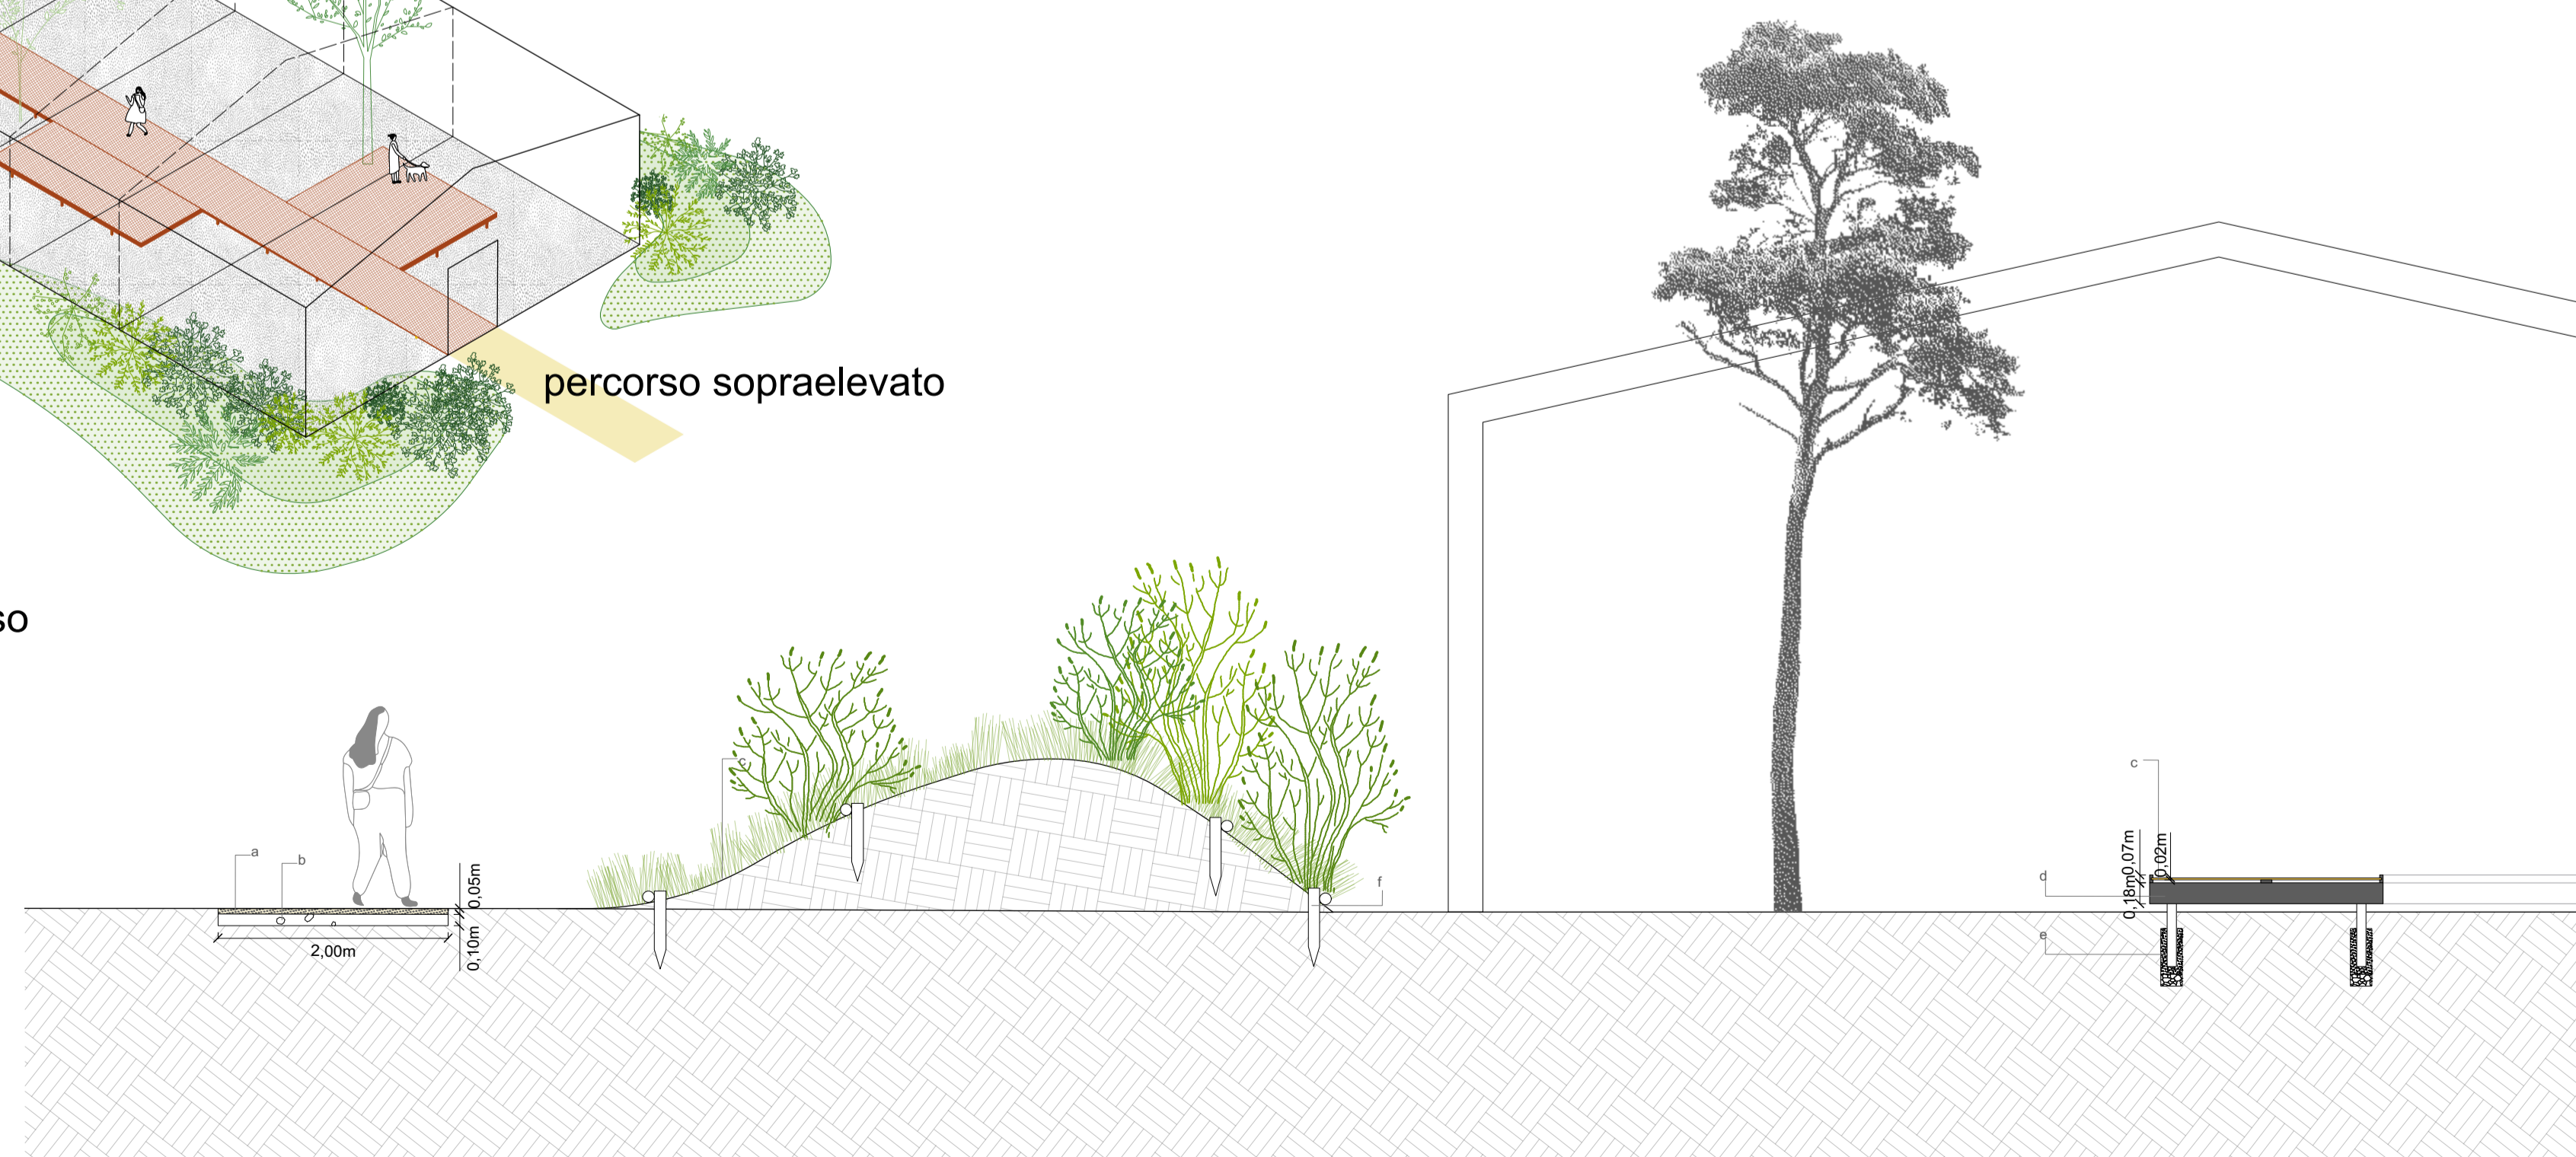 percorso sopraelevato
so
a
b
0,05m
0,10m
2,00m
c
f
c
d
e
0,07m
0,02m
0,18m